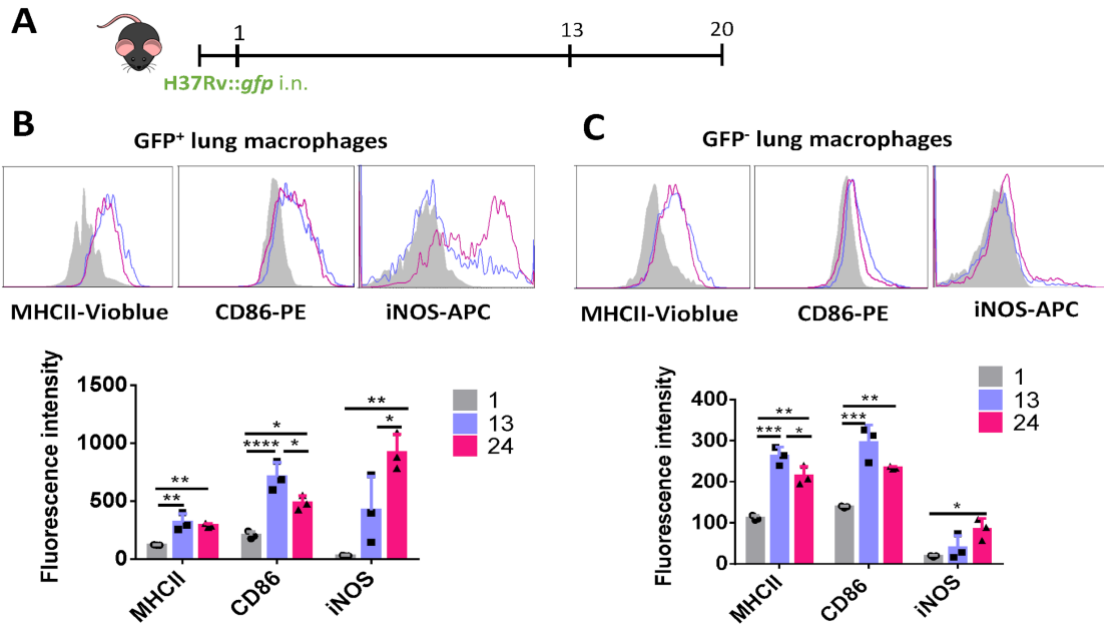 A
1 13 20
H37Rv::gfp i.n.
B
GFP+ lung macrophages
MHCII-Vioblue CD86-PE iNOS-APC
Fluorescence intensity
1500
1000
500
0
** ** **** * * ** *
MHCII CD86 iNOS
1
13
24
C
GFP- lung macrophages
MHCII-Vioblue CD86-PE iNOS-APC
Fluorescence intensity
400
300
200
100
0
*** ** * *** ** *
MHCII CD86 iNOS
1
13
24